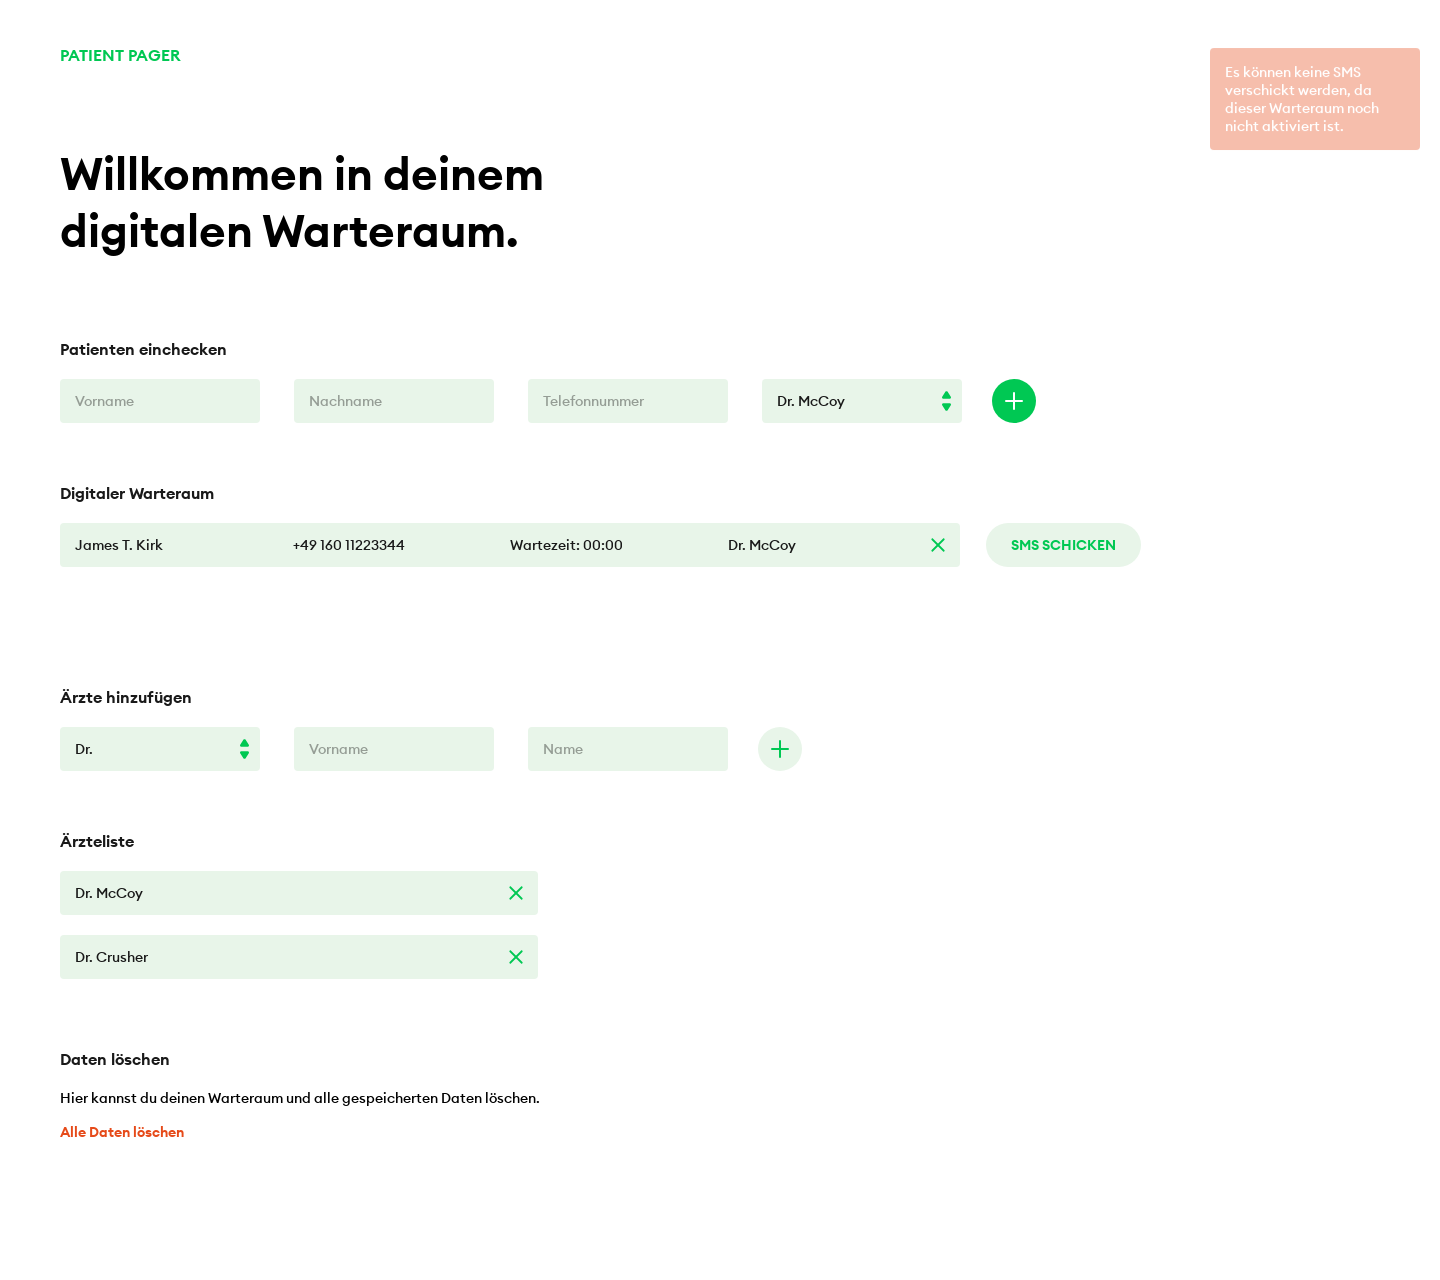 PATIENT PAGER
Es können keine SMS
verschickt werden, da
dieser Warteraum noch
nicht aktiviert ist.
Willkommen in deinem
digitalen Warteraum.
Patienten einchecken
Vorname Nachname Telefonnummer Dr. McCoy
Digitaler Warteraum
James T. Kirk +49 160 11223344 Wartezeit: 00:00 Dr. McCoy SMS SCHICKEN
Ärzte hinzufügen
Dr. Vorname Name
Ärzteliste
Dr. McCoy
Dr. Crusher
Daten löschen
Hier kannst du deinen Warteraum und alle gespeicherten Daten löschen.
Alle Daten löschen